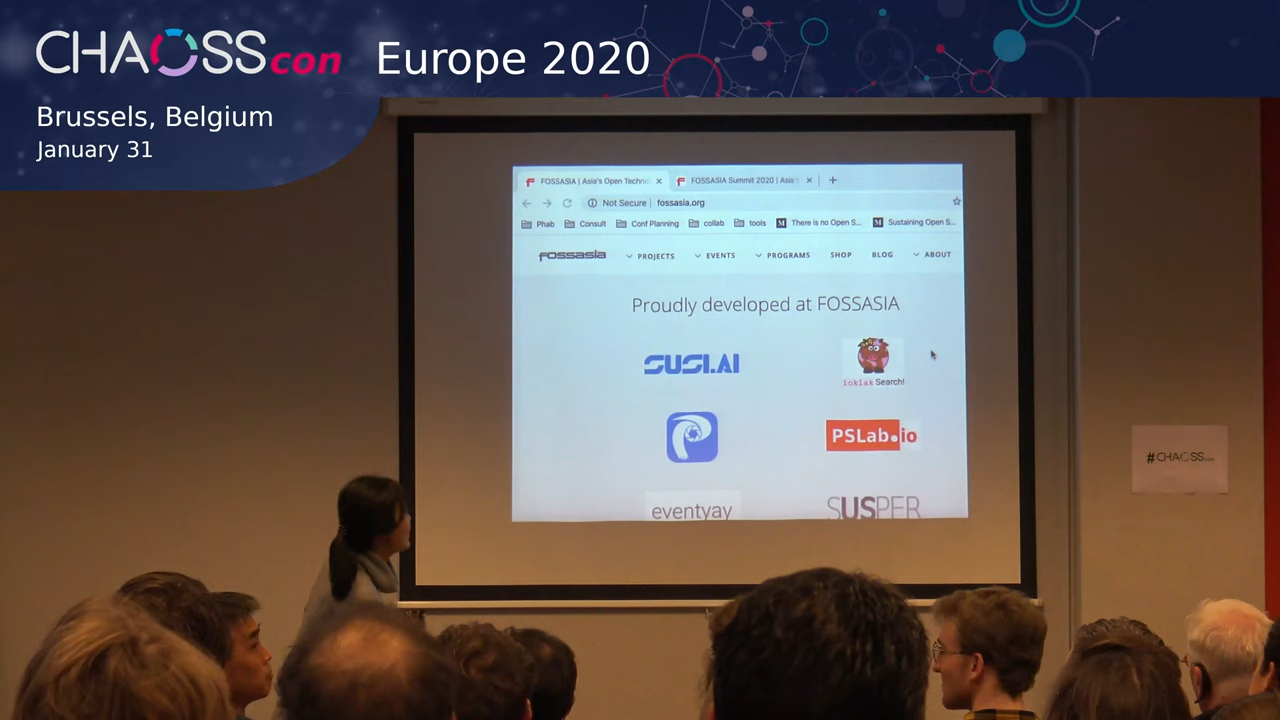 CHAOSScon Europe 2020
Brussels, Belgium
January 31
FOSSASIA | Asia's Open Techn
FOSSASIA Summit 2020 | Asia'
Not Secure | fossasia.org
Phab Consult Conf Planning collab tools There is no Open S... Sustaining Open S...
fossasia PROJECTS EVENTS PROGRAMS SHOP BLOG ABOUT
Proudly developed at FOSSASIA
SUSI.AI
loklak Search!
PSLab.io
eventyay
SUSPER
#CHAOSScon